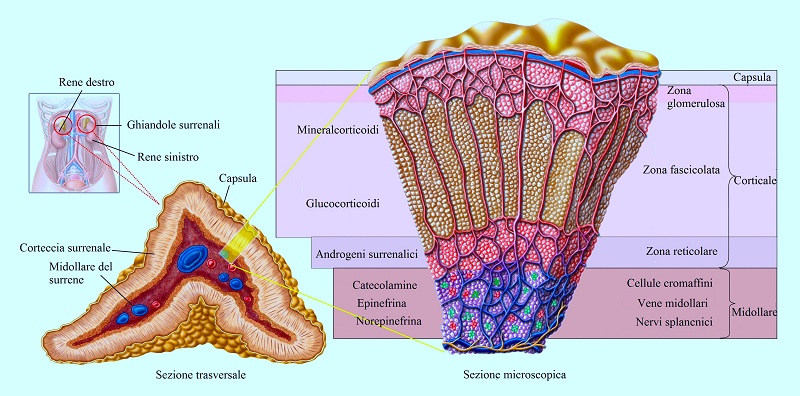 Rene destro
Ghiandole surrenali
Rene sinistro
Capsula
Corteccia surrenale
Midollare del
surrene
Sezione trasversale
Capsula
Zona
glomerulosa
Mineralcorticoidi
Zona fascicolata
Corticale
Glucocorticoidi
Androgeni surrenalici
Zona reticolare
Catecolamine
Epinefrina
Norepinefrina
Cellule cromaffini
Vene midollari
Nervi splancnici
Midollare
Sezione microscopica